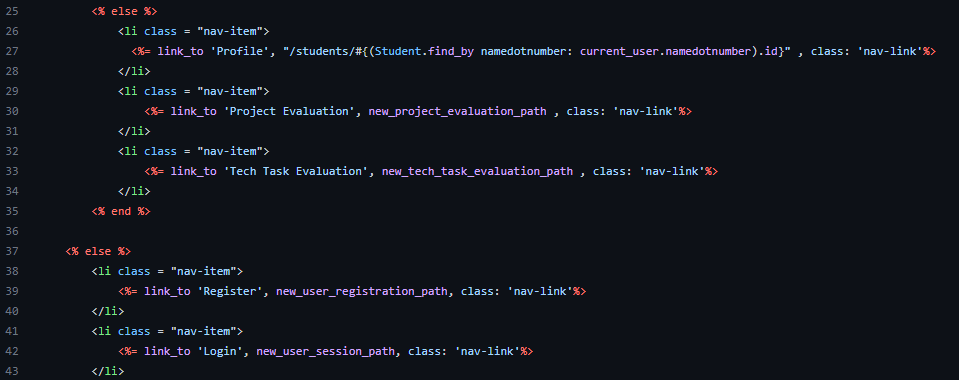 25 <% else %>
26 <li class = "nav-item">
27 <%= link_to 'Profile', "/students/#{(Student.find_by namedotnumber: current_user.namedotnumber).id}" , class: 'nav-link'%>
28 </li>
29 <li class = "nav-item">
30 <%= link_to 'Project Evaluation', new_project_evaluation_path , class: 'nav-link'%>
31 </li>
32 <li class = "nav-item">
33 <%= link_to 'Tech Task Evaluation', new_tech_task_evaluation_path , class: 'nav-link'%>
34 </li>
35 <% end %>
36
37 <% else %>
38 <li class = "nav-item">
39 <%= link_to 'Register', new_user_registration_path, class: 'nav-link'%>
40 </li>
41 <li class = "nav-item">
42 <%= link_to 'Login', new_user_session_path, class: 'nav-link'%>
43 </li>